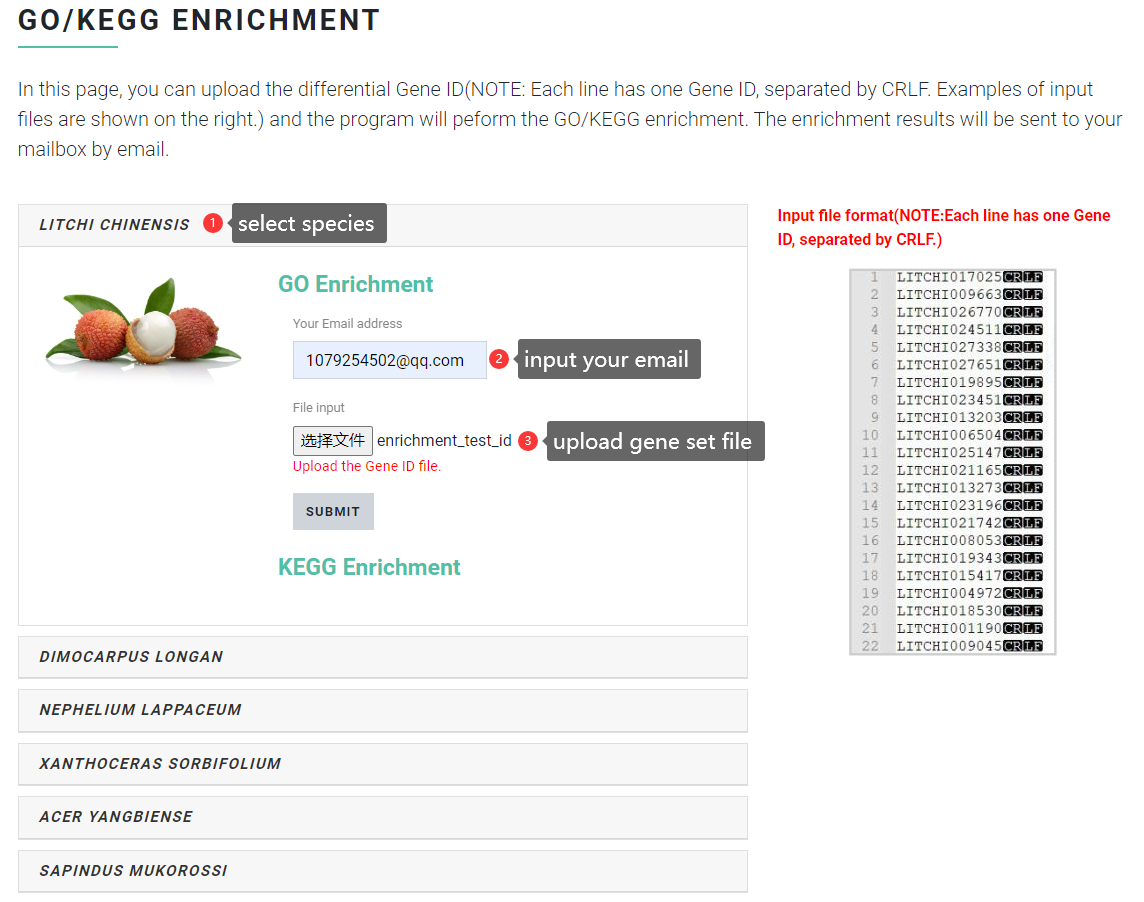 GO/KEGG ENRICHMENT
In this page, you can upload the differential Gene ID(NOTE: Each line has one Gene ID, separated by CRLF. Examples of input
files are shown on the right.) and the program will peform the GO/KEGG enrichment. The enrichment results will be sent to your
mailbox by email.
LITCHI CHINENSIS 1 select species
GO Enrichment
Your Email address
1079254502@qq.com 2 input your email
File input
选择文件 enrichment_test_id 3 upload gene set file
Upload the Gene ID file.
SUBMIT
KEGG Enrichment
DIMOCARPUS LONGAN
NEPHELIUM LAPPACEUM
XANTHOCERAS SORBIFOLIUM
ACER YANGBIENSE
SAPINDUS MUKOROSSI
Input file format(NOTE:Each line has one Gene
ID, separated by CRLF.)
1 LITCHI017025CRLF
2 LITCHI009663CRLF
3 LITCHI026770CRLF
4 LITCHI024511CRLF
5 LITCHI027338CRLF
6 LITCHI027651CRLF
7 LITCHI019895CRLF
8 LITCHI023451CRLF
9 LITCHI013203CRLF
10 LITCHI006504CRLF
11 LITCHI025147CRLF
12 LITCHI021165CRLF
13 LITCHI013273CRLF
14 LITCHI023196CRLF
15 LITCHI021742CRLF
16 LITCHI008053CRLF
17 LITCHI019343CRLF
18 LITCHI015417CRLF
19 LITCHI004972CRLF
20 LITCHI018530CRLF
21 LITCHI001190CRLF
22 LITCHI009045CRLF